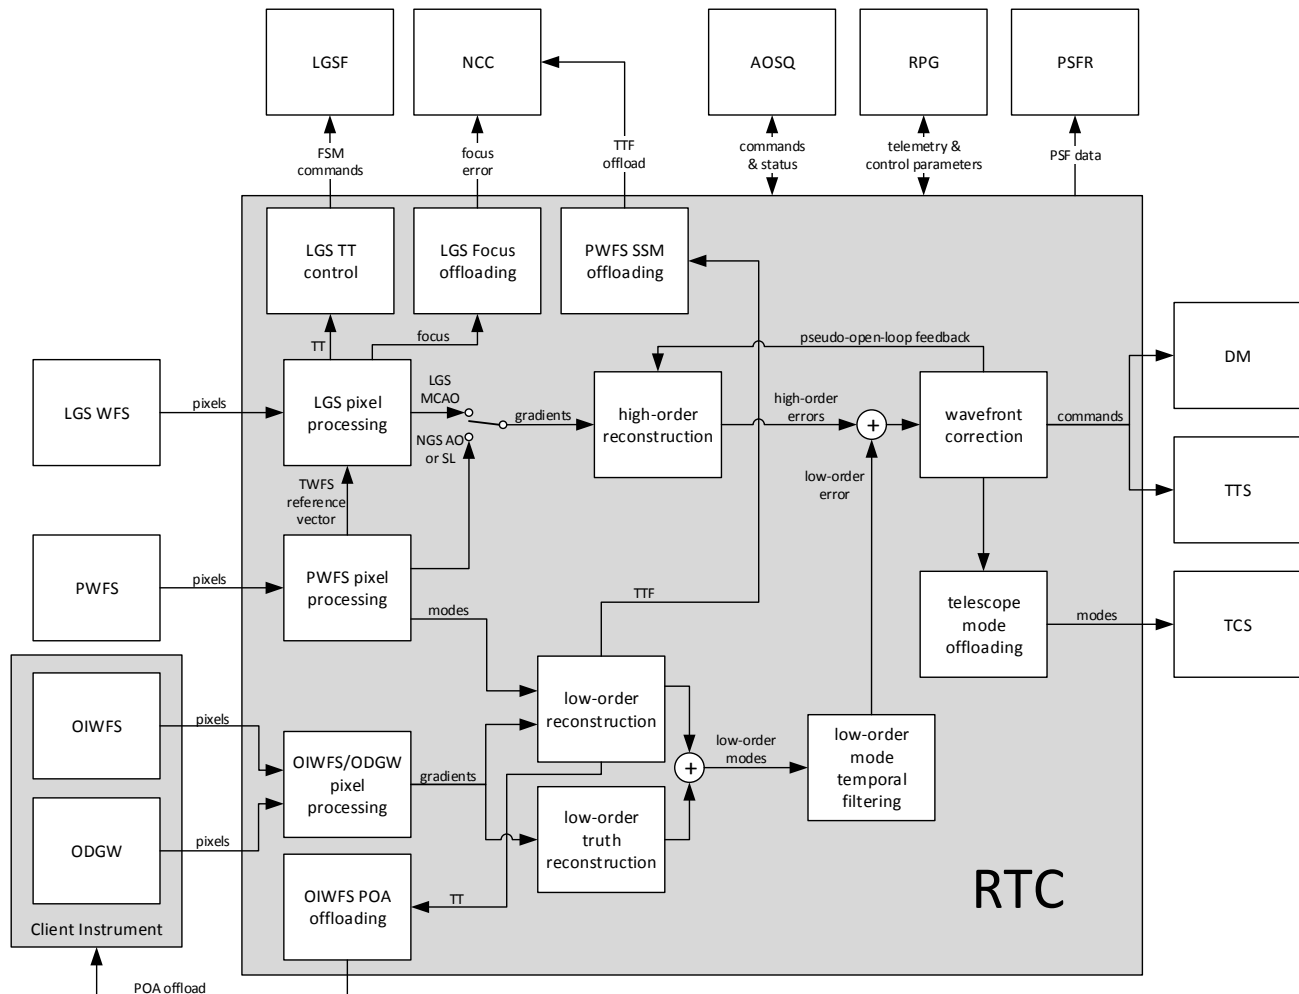 LGSF
NCC
AOSQ
RPG
PSFR
FSM
commands
focus
error
TTF
offload
commands
& status
telemetry &
control parameters
PSF data
LGS TT
control
LGS Focus
offloading
PWFS SSM
offloading
TT
focus
pseudo-open-loop feedback
LGS WFS
pixels
LGS pixel
processing
LGS
MCAO
NGS AO
or SL
gradients
high-order
reconstruction
high-order
errors
+
wavefront
correction
commands
DM
TTS
low-order
error
TWFS
reference
vector
PWFS
pixels
PWFS pixel
processing
modes
TTF
telescope
mode
offloading
modes
TCS
OIWFS
pixels
ODGW
pixels
Client Instrument
OIWFS/ODGW
pixel
processing
gradients
low-order
reconstruction
low-order
truth
reconstruction
+
low-order
modes
low-order
mode
temporal
filtering
OIWFS POA
offloading
TT
RTC
POA offload